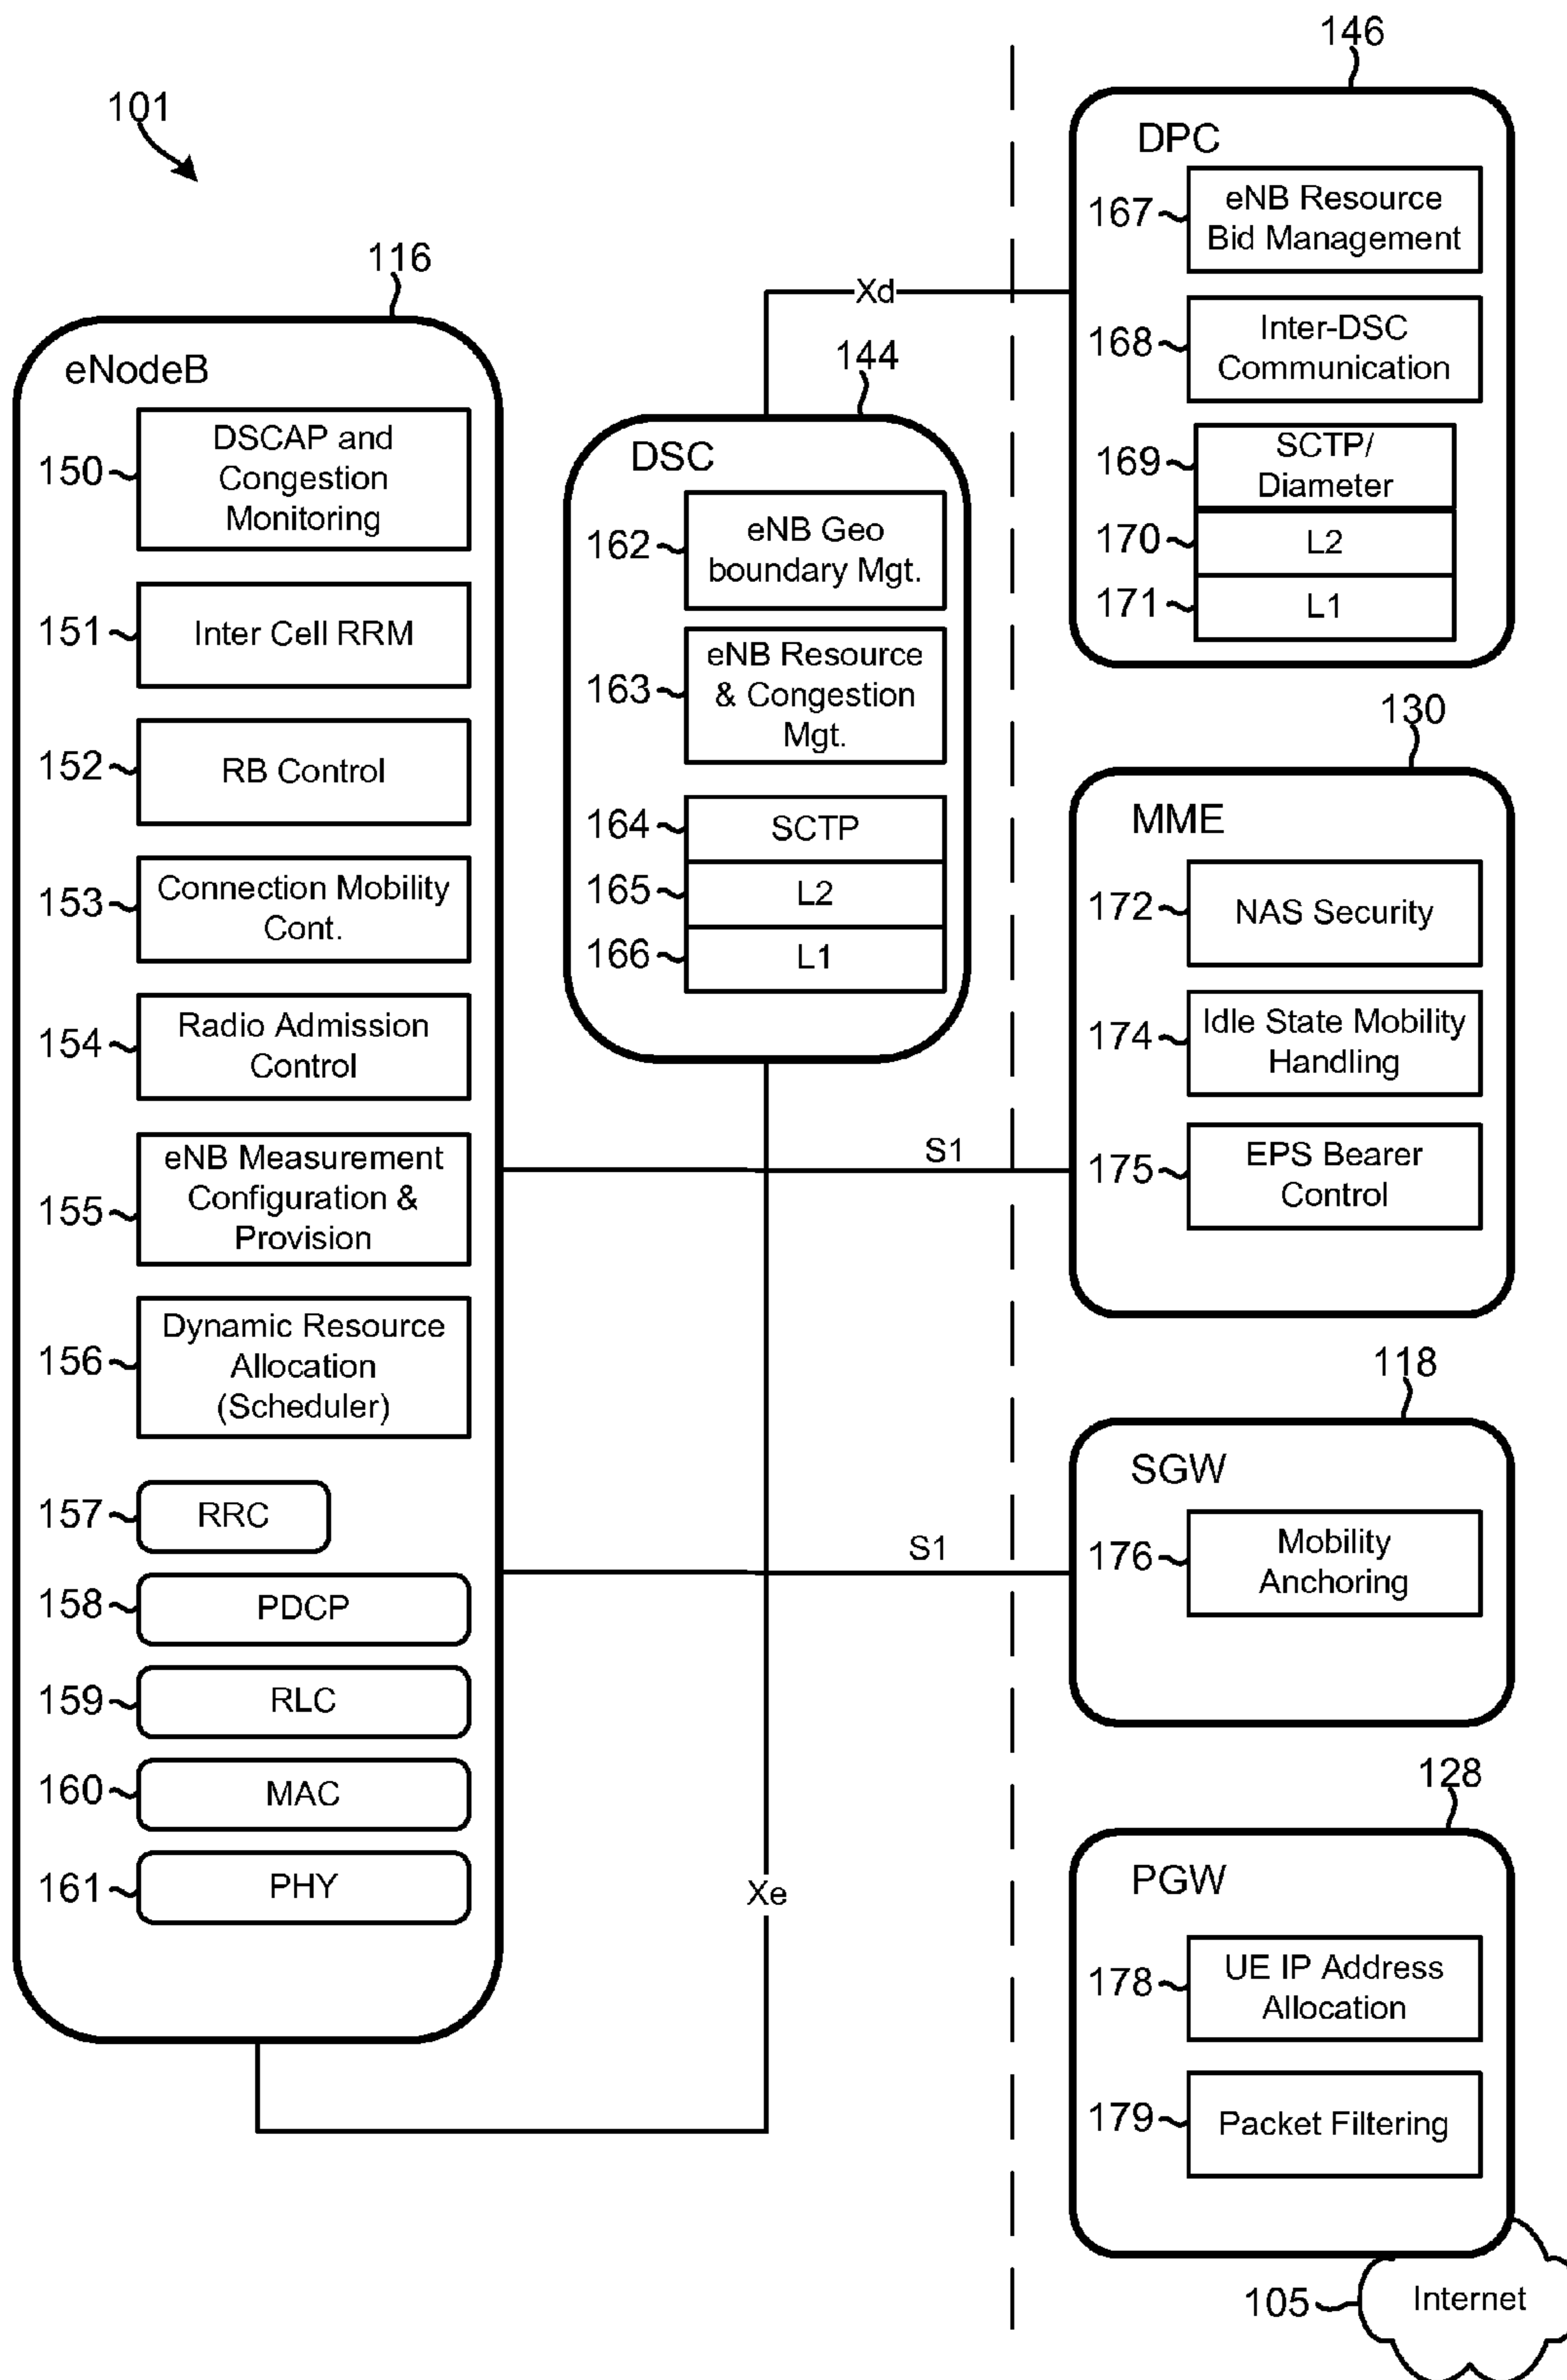 101
116
eNodeB
150
DSCAP and
Congestion
Monitoring
151
Inter Cell RRM
152
RB Control
153
Connection Mobility
Cont.
154
Radio Admission
Control
155
eNB Measurement
Configuration &
Provision
156
Dynamic Resource
Allocation
(Scheduler)
157
RRC
158
PDCP
159
RLC
160
MAC
161
PHY
Xd
144
DSC
162
eNB Geo
boundary Mgt.
163
eNB Resource
& Congestion
Mgt.
164
SCTP
165
L2
166
L1
S1
S1
Xe
146
DPC
167
eNB Resource
Bid Management
168
Inter-DSC
Communication
169
SCTP/
Diameter
170
L2
171
L1
130
MME
172
NAS Security
174
Idle State Mobility
Handling
175
EPS Bearer
Control
118
SGW
176
Mobility
Anchoring
128
PGW
178
UE IP Address
Allocation
179
Packet Filtering
105
Internet